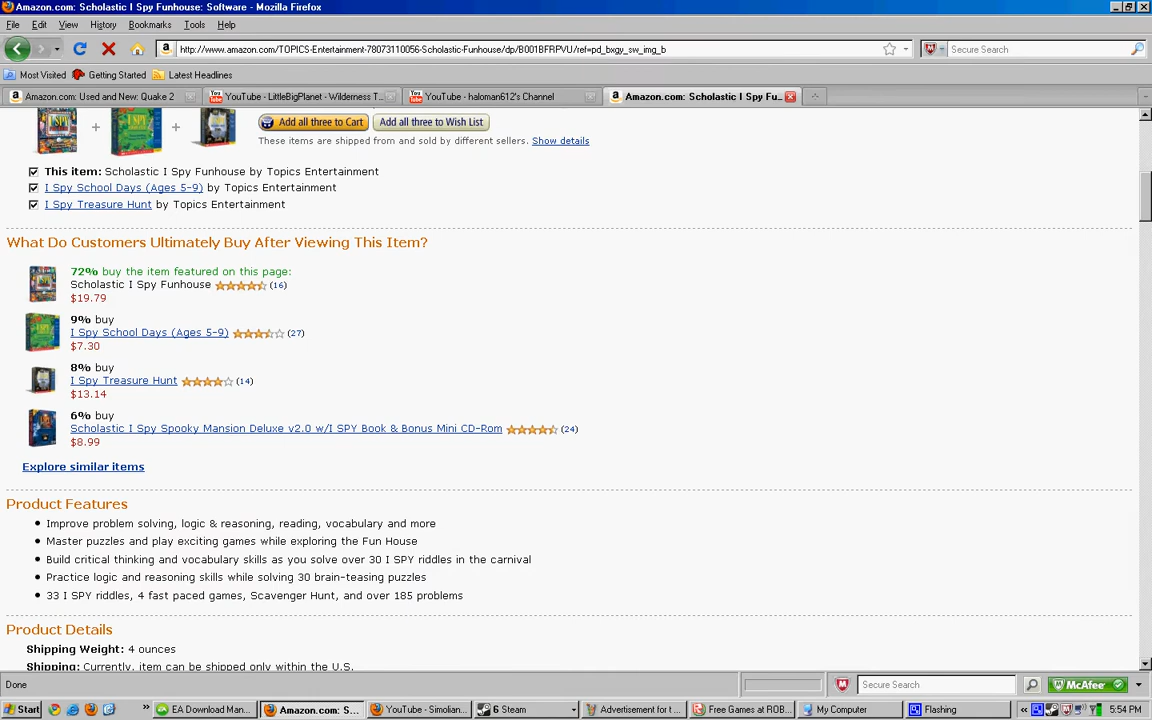 Amazon.com: Scholastic I Spy Funhouse: Software - Mozilla Firefox
File Edit View History Bookmarks Tools Help
http://www.amazon.com/TOPICS-Entertainment-78073110056-Scholastic-Funhouse/dp/B001BFRPVU/ref=pd_bxgy_sw_img_b
Secure Search
Most Visited Getting Started Latest Headlines
Amazon.com: Used and New: Quake 2
YouTube - LittleBigPlanet - Wilderness T...
YouTube - haloman612's Channel
Amazon.com: Scholastic I Spy Fu...
+ + Add all three to Cart Add all three to Wish List
These items are shipped from and sold by different sellers. Show details
This item: Scholastic I Spy Funhouse by Topics Entertainment
I Spy School Days (Ages 5-9) by Topics Entertainment
I Spy Treasure Hunt by Topics Entertainment
What Do Customers Ultimately Buy After Viewing This Item?
72% buy the item featured on this page:
Scholastic I Spy Funhouse (16)
$19.79
9% buy
I Spy School Days (Ages 5-9) (27)
$7.30
8% buy
I Spy Treasure Hunt (14)
$13.14
6% buy
Scholastic I Spy Spooky Mansion Deluxe v2.0 w/I SPY Book & Bonus Mini CD-Rom (24)
$8.99
Explore similar items
Product Features
• Improve problem solving, logic & reasoning, reading, vocabulary and more
• Master puzzles and play exciting games while exploring the Fun House
• Build critical thinking and vocabulary skills as you solve over 30 I SPY riddles in the carnival
• Practice logic and reasoning skills while solving 30 brain-teasing puzzles
• 33 I SPY riddles, 4 fast paced games, Scavenger Hunt, and over 185 problems
Product Details
Shipping Weight: 4 ounces
Shipping: Currently, item can be shipped only within the U.S.
Done Secure Search McAfee
Start » EA Download Man... Amazon.com: S... YouTube - Simolian... 6 Steam Advertisement for t... Free Games at ROB... My Computer Flashing « 5:54 PM